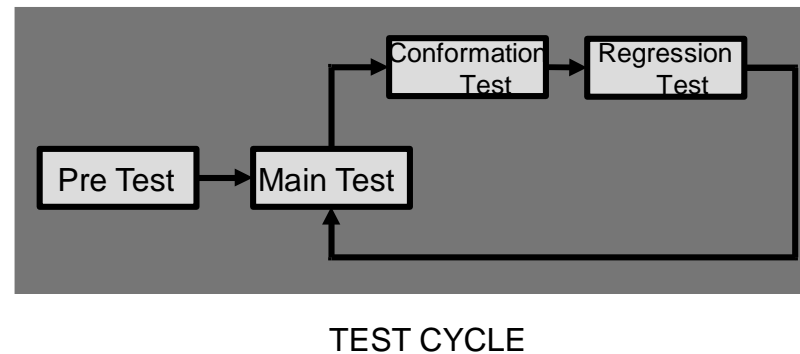 Conformation
Test
Regression
Test
Pre Test
Main Test
TEST CYCLE